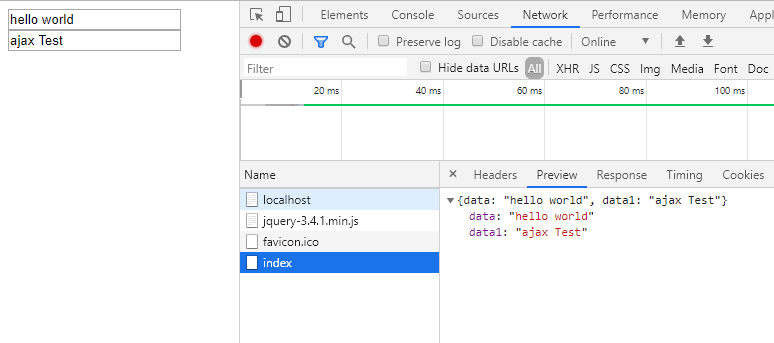 hello world
ajax Test
Elements Console Sources Network Performance Memory Appl
Preserve log Disable cache Online
Filter Hide data URLs All XHR JS CSS Img Media Font Doc
20 ms 40 ms 60 ms 80 ms 100 ms
Name
localhost
jquery-3.4.1.min.js
favicon.ico
index
× Headers Preview Response Timing Cookies
{data: "hello world", data1: "ajax Test"}
data: "hello world"
data1: "ajax Test"